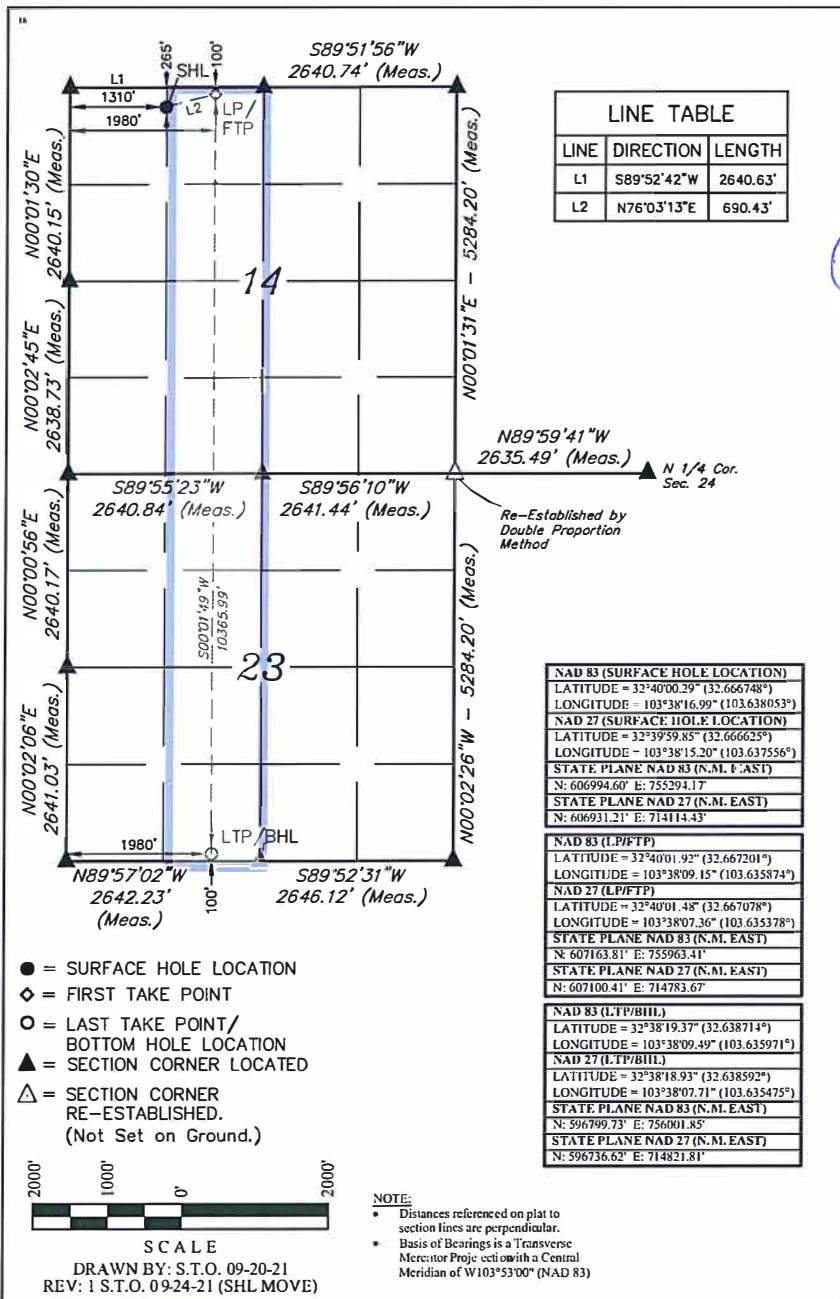 S89°51'56"W
2640.74' (Meas.)
265'
100'
SHL
L1
1310'
L2
LP/
FTP
1980'
N00°01'30"E
2640.15' (Meas.)
14
N00°01'31"E - 5284.20' (Meas.)
N00°02'45"E
2638.73' (Meas.)
LINE TABLE
LINE DIRECTION LENGTH
L1 S89°52'42"W 2640.63'
L2 N76°03'13"E 690.43'
N89°59'41"W
2635.49' (Meas.)
N 1/4 Cor.
Sec. 24
S89°55'23"W
2640.84' (Meas.)
S89°56'10"W
2641.44' (Meas.)
Re-Established by
Double Proportion
Method
N00°00'56"E
2640.17' (Meas.)
S00°01'49"W
10365.99'
23
N00°02'26"W - 5284.20' (Meas.)
N00°02'06"E
2641.03' (Meas.)
1980'
LTP/BHL
N89°57'02"W
2642.23'
(Meas.)
100'
S89°52'31"W
2646.12' (Meas.)
NAD 83 (SURFACE HOLE LOCATION)
LATITUDE = 32°40'00.29" (32.666748°)
LONGITUDE = 103°38'16.99" (103.638053°)
NAD 27 (SURFACE HOLE LOCATION)
LATITUDE = 32°39'59.85" (32.666625°)
LONGITUDE = 103°38'15.20" (103.637556°)
STATE PLANE NAD 83 (N.M. EAST)
N: 606994.60' E: 755294.17'
STATE PLANE NAD 27 (N.M. EAST)
N: 606931.21' E: 714114.43'
NAD 83 (LP/FTP)
LATITUDE = 32°40'01.92" (32.667201°)
LONGITUDE = 103°38'09.15" (103.635874°)
NAD 27 (LP/FTP)
LATITUDE = 32°40'01.48" (32.667078°)
LONGITUDE = 103°38'07.36" (103.635378°)
STATE PLANE NAD 83 (N.M. EAST)
N: 607163.81' E: 755963.41'
STATE PLANE NAD 27 (N.M. EAST)
N: 607100.41' E: 714783.67'
NAD 83 (LTP/BHL)
LATITUDE = 32°38'19.37" (32.638714°)
LONGITUDE = 103°38'09.49" (103.635971°)
NAD 27 (LTP/BHL)
LATITUDE = 32°38'18.93" (32.638592°)
LONGITUDE = 103°38'07.71" (103.635475°)
STATE PLANE NAD 83 (N.M. EAST)
N: 596799.73' E: 756001.85'
STATE PLANE NAD 27 (N.M. EAST)
N: 596736.62' E: 714821.81'
= SURFACE HOLE LOCATION
= FIRST TAKE POINT
= LAST TAKE POINT/
BOTTOM HOLE LOCATION
= SECTION CORNER LOCATED
= SECTION CORNER
RE-ESTABLISHED.
(Not Set on Ground.)
2000' 1000' 0' 2000'
SCALE
DRAWN BY: S.T.O. 09-20-21
REV: 1 S.T.O. 09-24-21 (SHL MOVE)
NOTE:
• Distances referenced on plat to
section lines are perpendicular.
• Basis of Bearings is a Transverse
Mercator Projection with a Central
Meridian of W103°53'00" (NAD 83)